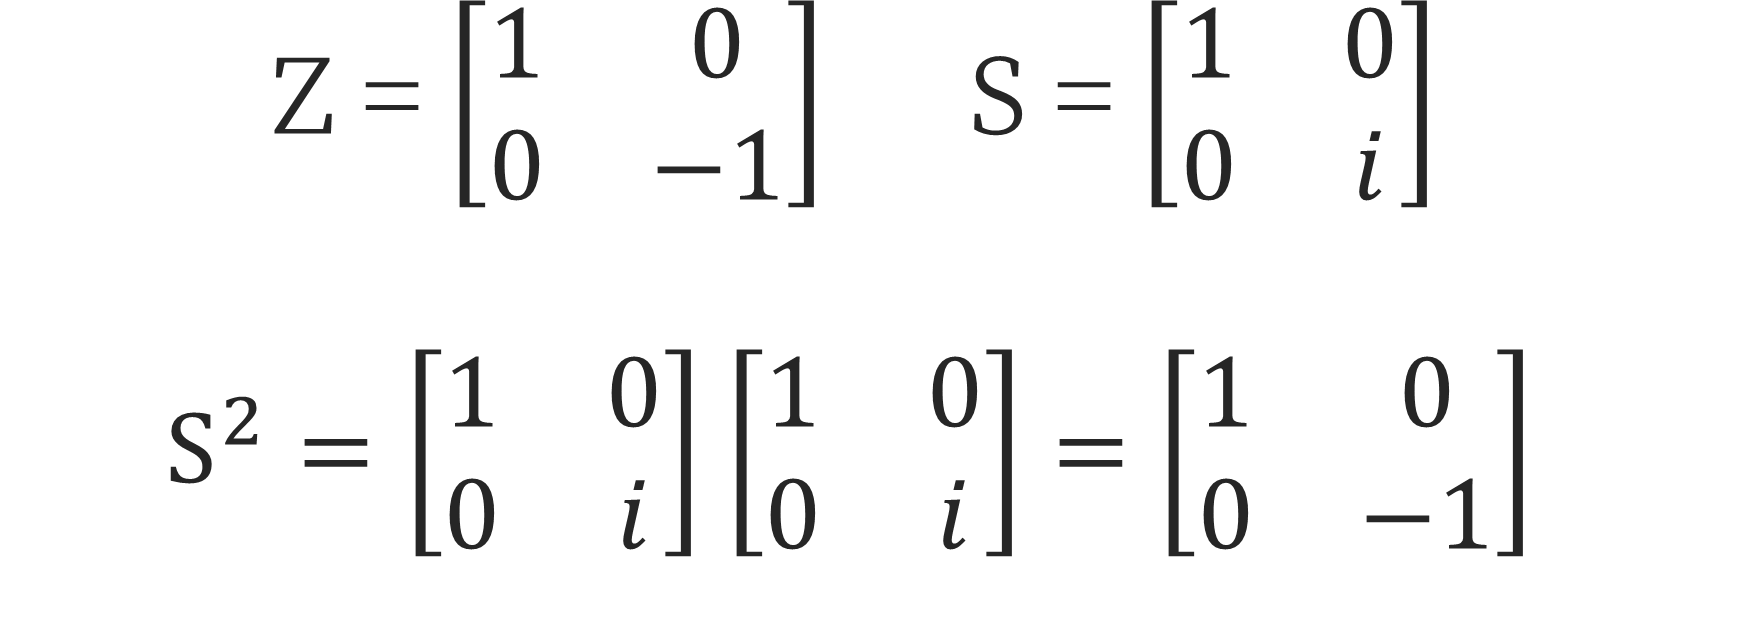 Z = [1 0; 0 −1] S = [1 0; 0 i]
S² = [1 0; 0 i] [1 0; 0 i] = [1 0; 0 −1]